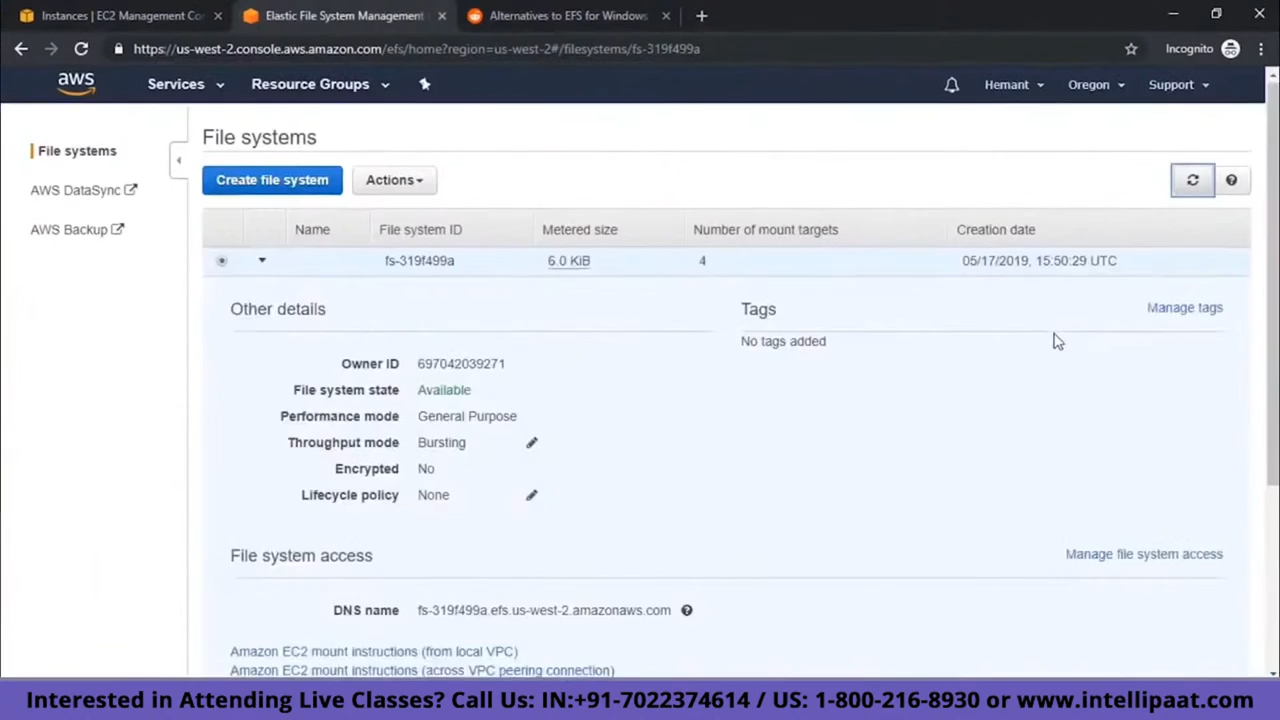 Instances | EC2 Management Con
Elastic File System Management
Alternatives to EFS for Windows
https://us-west-2.console.aws.amazon.com/efs/home?region=us-west-2#/filesystems/fs-319f499a
Incognito
aws
Services
Resource Groups
Hemant
Oregon
Support
File systems
AWS DataSync
AWS Backup
File systems
Create file system
Actions
Name File system ID Metered size Number of mount targets Creation date
fs-319f499a 6.0 KiB 4 05/17/2019, 15:50:29 UTC
Other details
Owner ID 697042039271
File system state Available
Performance mode General Purpose
Throughput mode Bursting
Encrypted No
Lifecycle policy None
Tags
Manage tags
No tags added
File system access
Manage file system access
DNS name fs-319f499a.efs.us-west-2.amazonaws.com
Amazon EC2 mount instructions (from local VPC)
Amazon EC2 mount instructions (across VPC peering connection)
Interested in Attending Live Classes? Call Us: IN:+91-7022374614 / US: 1-800-216-8930 or www.intellipaat.com